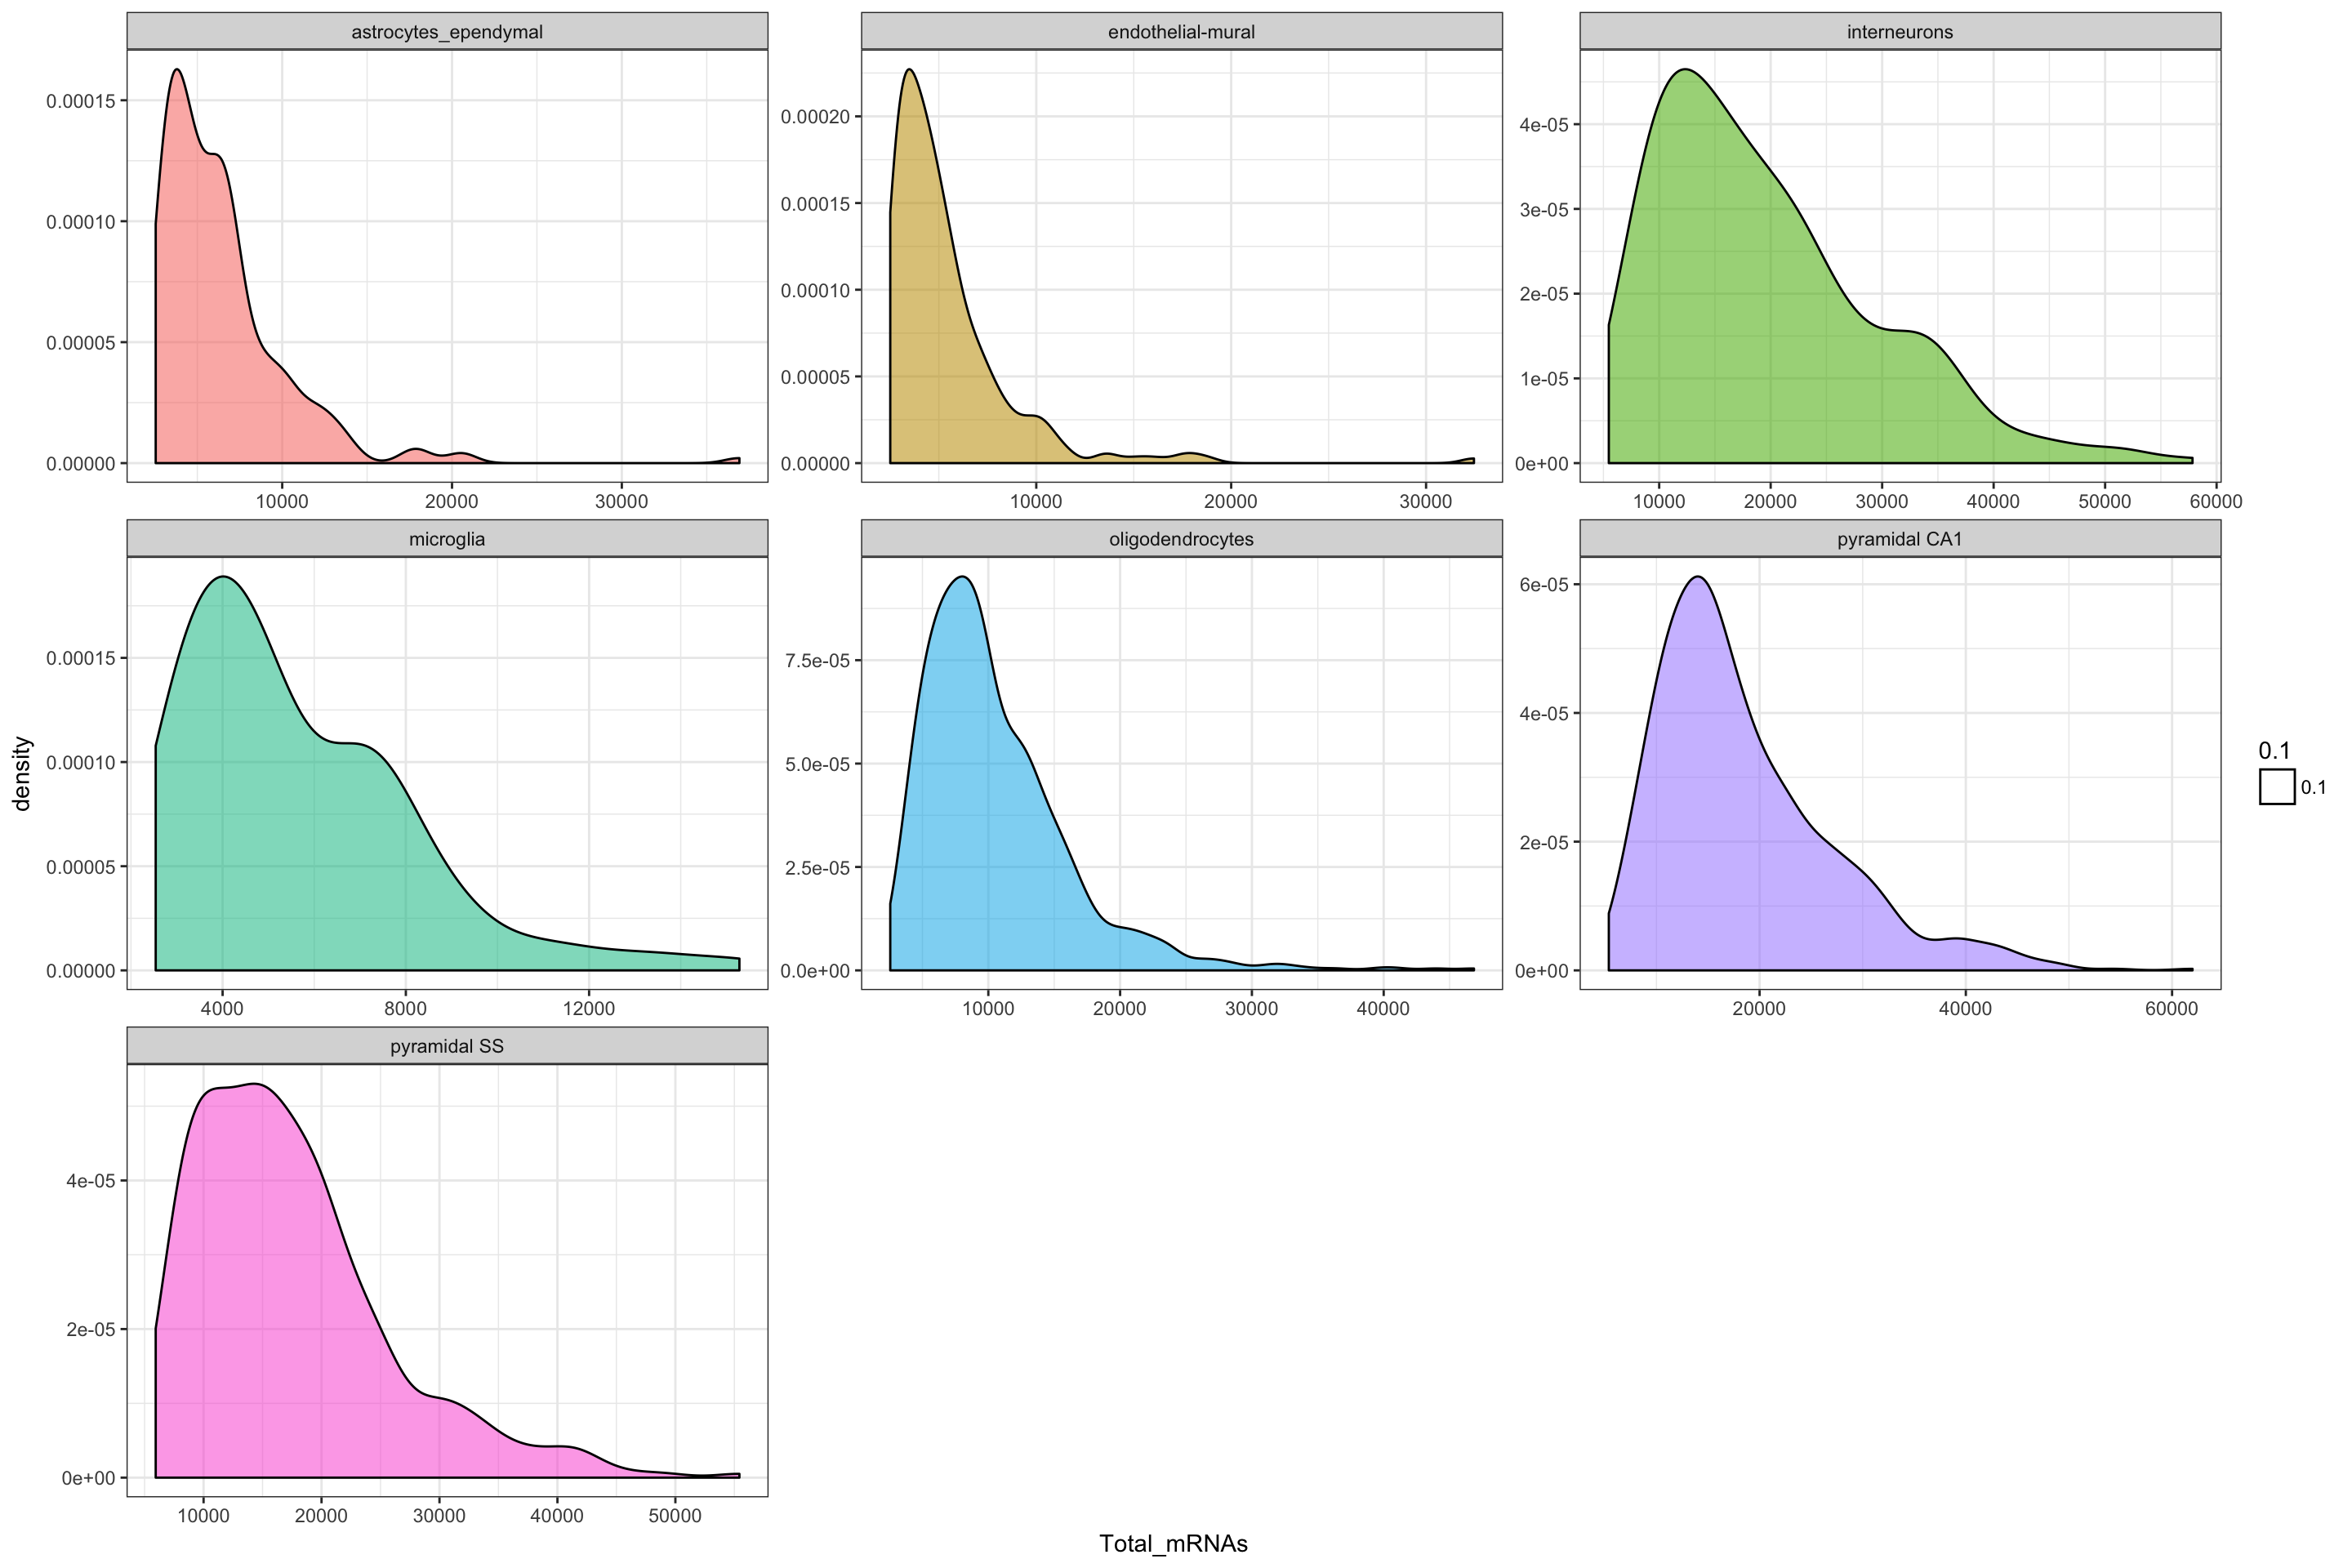 astrocytes_ependymal
endothelial-mural
interneurons
0.00015
0.00010
0.00005
0.00000
10000 20000 30000
0.00020
0.00015
0.00010
0.00005
0.00000
10000 20000 30000
4e-05
3e-05
2e-05
1e-05
0e+00
10000 20000 30000 40000 50000 60000
microglia
oligodendrocytes
pyramidal CA1
density
0.00015
0.00010
0.00005
0.00000
4000 8000 12000
7.5e-05
5.0e-05
2.5e-05
0.0e+00
10000 20000 30000 40000
6e-05
4e-05
2e-05
0e+00
20000 40000 60000
0.1
0.1
pyramidal SS
4e-05
2e-05
0e+00
10000 20000 30000 40000 50000
Total_mRNAs